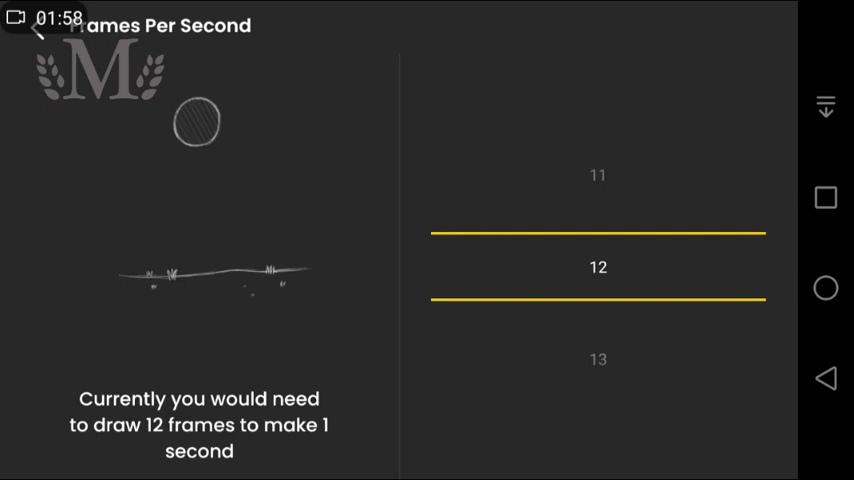 01:58
rames Per Second
M
11
12
13
Currently you would need
to draw 12 frames to make 1
second